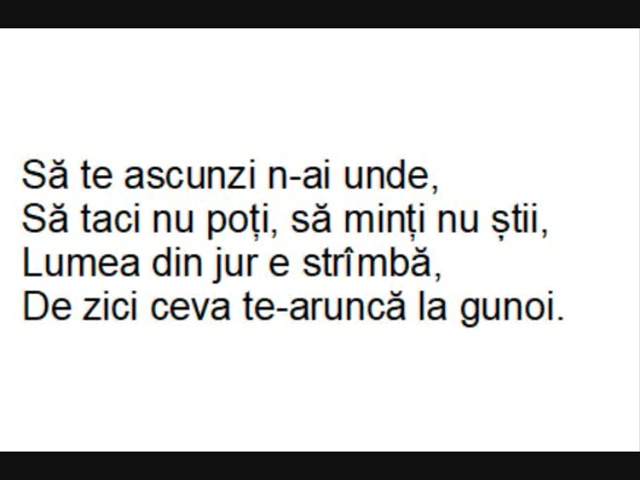 Să te ascunzi n-ai unde,
Să taci nu poți, să minți nu știi,
Lumea din jur e strîmbă,
De zici ceva te-aruncă la gunoi.